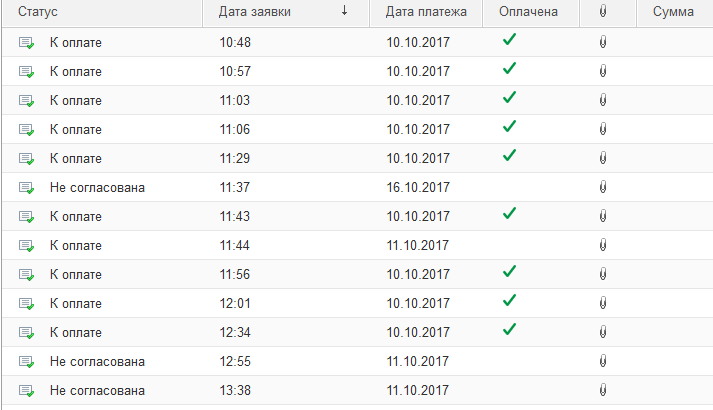 Статус Дата заявки ↓ Дата платежа Оплачена Сумма
К оплате 10:48 10.10.2017
К оплате 10:57 10.10.2017
К оплате 11:03 10.10.2017
К оплате 11:06 10.10.2017
К оплате 11:29 10.10.2017
Не согласована 11:37 16.10.2017
К оплате 11:43 10.10.2017
К оплате 11:44 11.10.2017
К оплате 11:56 10.10.2017
К оплате 12:01 10.10.2017
К оплате 12:34 10.10.2017
Не согласована 12:55 11.10.2017
Не согласована 13:38 11.10.2017